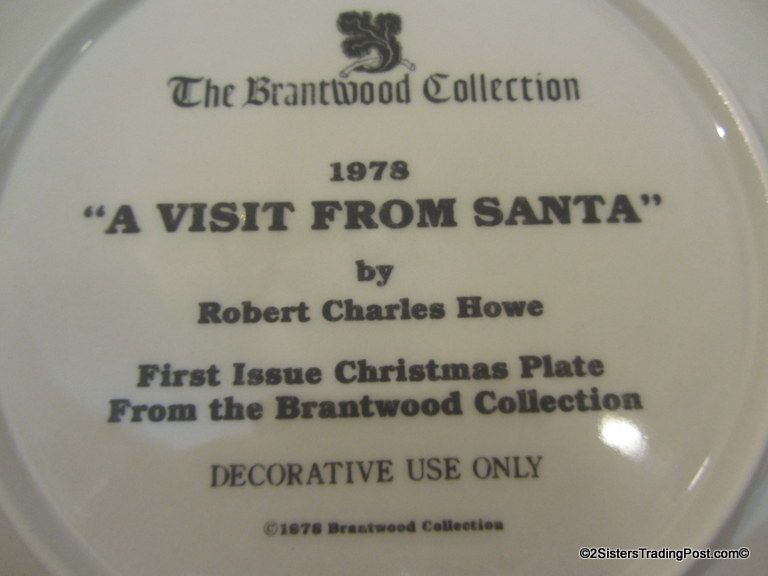 The Brantwood Collection
1978
“A VISIT FROM SANTA”
by
Robert Charles Howe
First Issue Christmas Plate
From the Brantwood Collection
DECORATIVE USE ONLY
©1978 Brantwood Collection
©2SistersTradingPost.com©